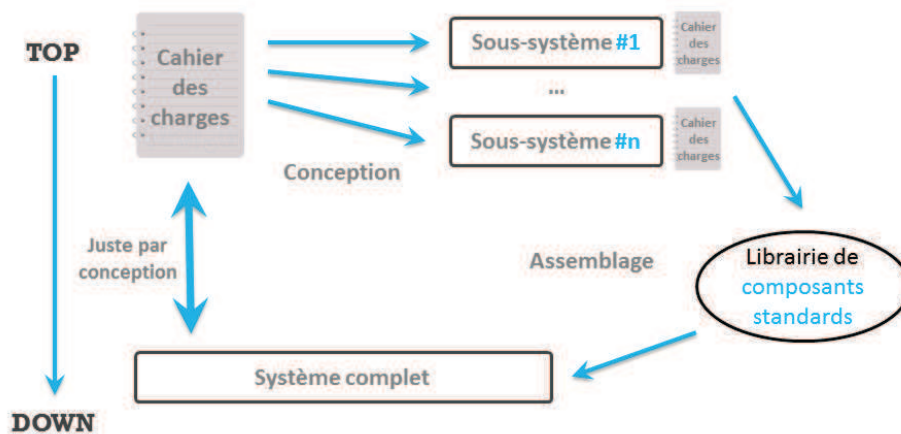 TOP
Cahier
des
charges
Sous-système #1
Cahier
des
charges
...
Sous-système #n
Cahier
des
charges
Conception
Juste par
conception
Assemblage
Librairie de
composants
standards
Système complet
DOWN